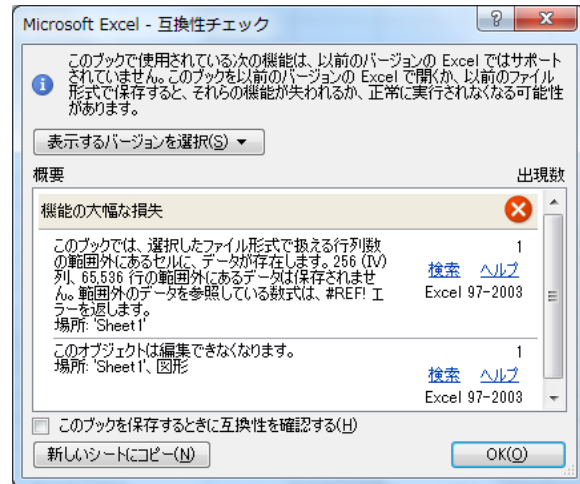 Microsoft Excel - 互換性チェック
このブックで使用されている次の機能は、以前のバージョンの Excel ではサポート
されていません。このブックを以前のバージョンの Excel で開くか、以前のファイル
形式で保存すると、それらの機能が失われるか、正常に実行されなくなる可能性
があります。
表示するバージョンを選択(S) ▼
概要 出現数
機能の大幅な損失
このブックでは、選択したファイル形式で扱える行列数 1
の範囲外にあるセルに、データが存在します。256 (IV) 検索 ヘルプ
列、65,536 行の範囲外にあるデータは保存されませ Excel 97-2003
ん。範囲外のデータを参照している数式は、#REF! エ
ラーを返します。
場所: 'Sheet1'
このオブジェクトは編集できなくなります。 1
場所: 'Sheet1'、図形 検索 ヘルプ
Excel 97-2003
このブックを保存するときに互換性を確認する(H)
新しいシートにコピー(N) OK(O)